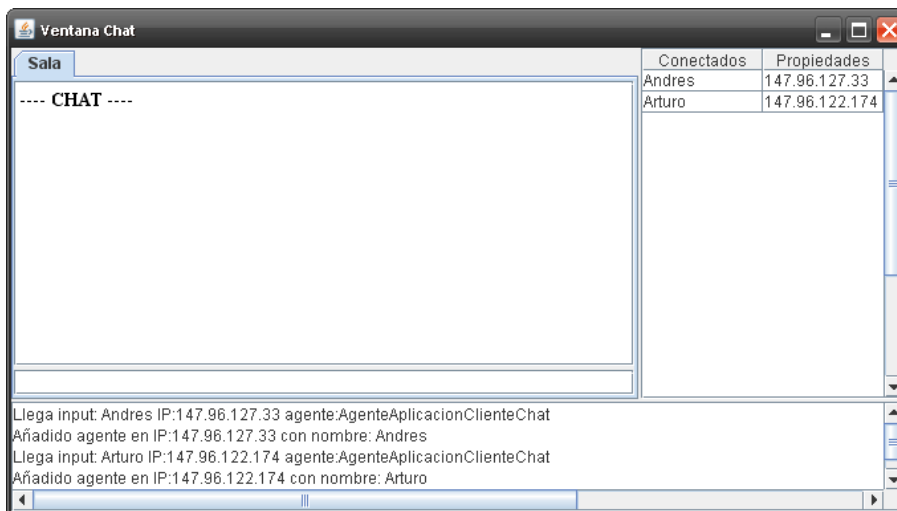 Ventana Chat
Sala
---- CHAT ----
Conectados Propiedades
Andres 147.96.127.33
Arturo 147.96.122.174
Llega input: Andres IP:147.96.127.33 agente:AgenteAplicacionClienteChat
Añadido agente en IP:147.96.127.33 con nombre: Andres
Llega input: Arturo IP:147.96.122.174 agente:AgenteAplicacionClienteChat
Añadido agente en IP:147.96.122.174 con nombre: Arturo